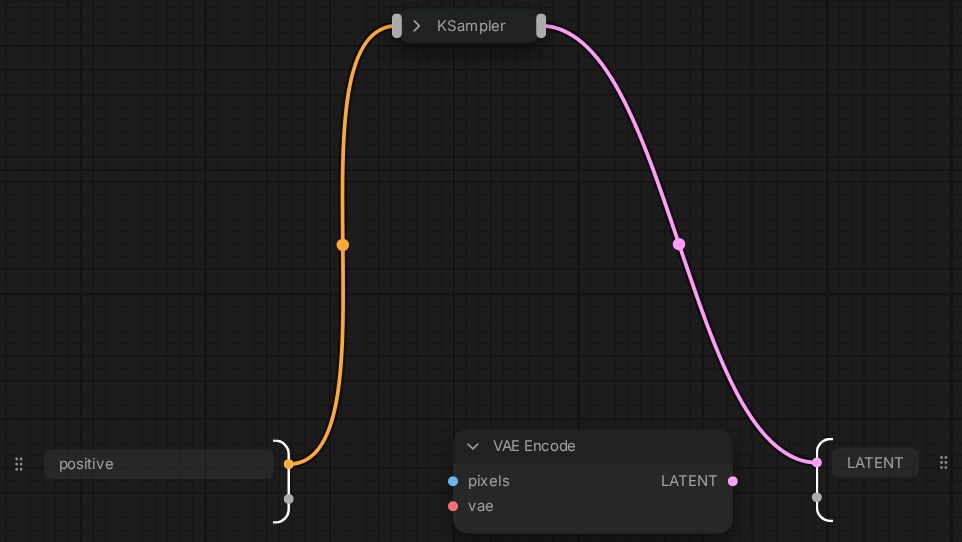 KSampler
positive
VAE Encode
LATENT
pixels
LATENT
vae